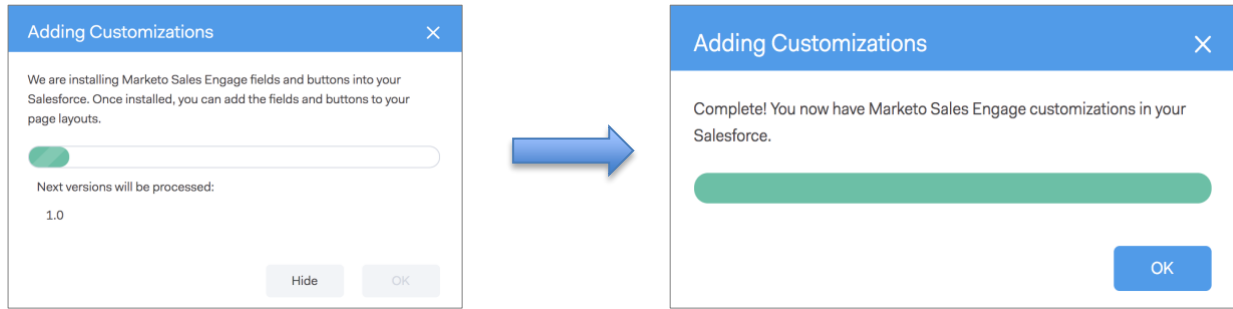 Adding Customizations
We are installing Marketo Sales Engage fields and buttons into your
Salesforce. Once installed, you can add the fields and buttons to your
page layouts.
Next versions will be processed:
1.0
Hide
OK
Adding Customizations
Complete! You now have Marketo Sales Engage customizations in your
Salesforce.
OK